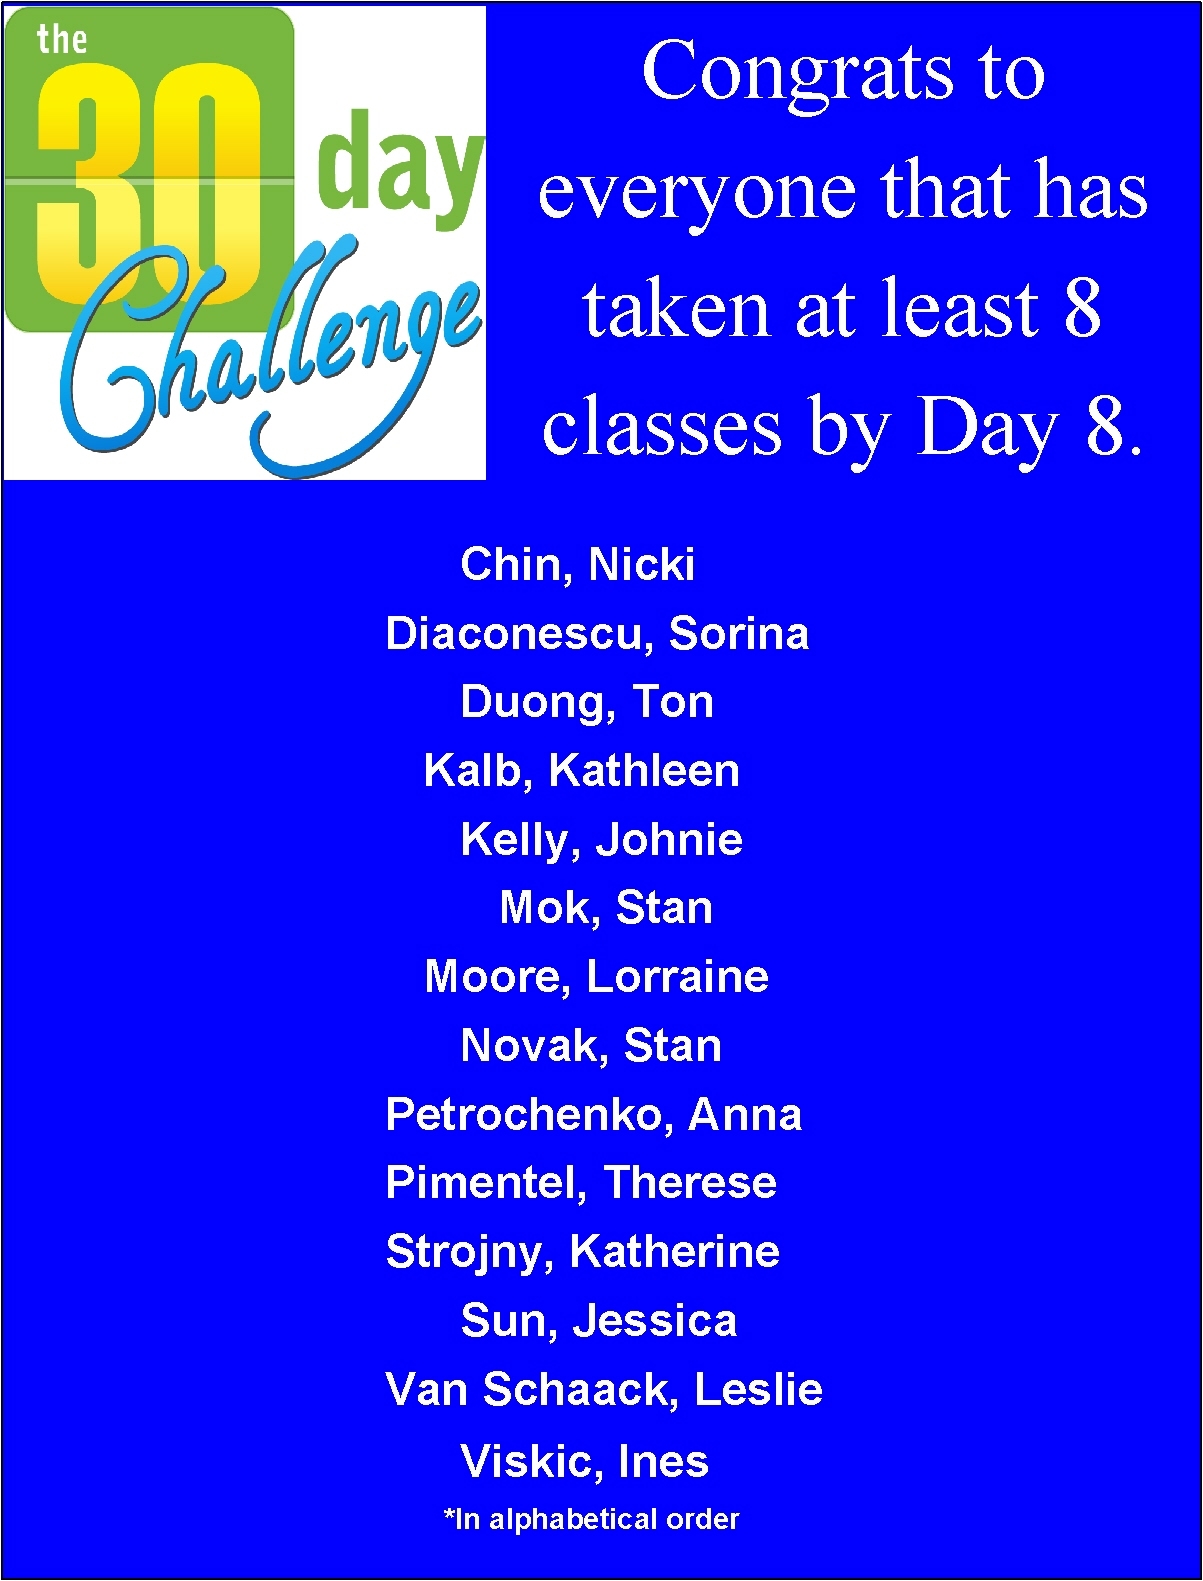 the
30
day
Challenge
Congrats to
everyone that has
taken at least 8
classes by Day 8.
Chin, Nicki
Diaconescu, Sorina
Duong, Ton
Kalb, Kathleen
Kelly, Johnie
Mok, Stan
Moore, Lorraine
Novak, Stan
Petrochenko, Anna
Pimentel, Therese
Strojny, Katherine
Sun, Jessica
Van Schaack, Leslie
Viskic, Ines
*In alphabetical order